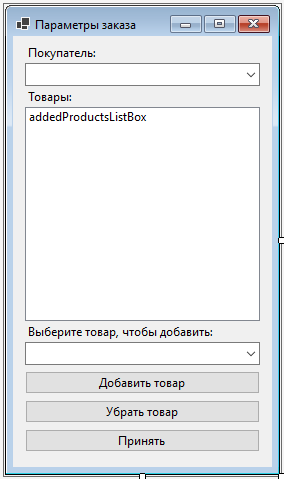 Параметры заказа
Покупатель:
Товары:
addedProductsListBox
Выберите товар, чтобы добавить:
Добавить товар
Убрать товар
Принять